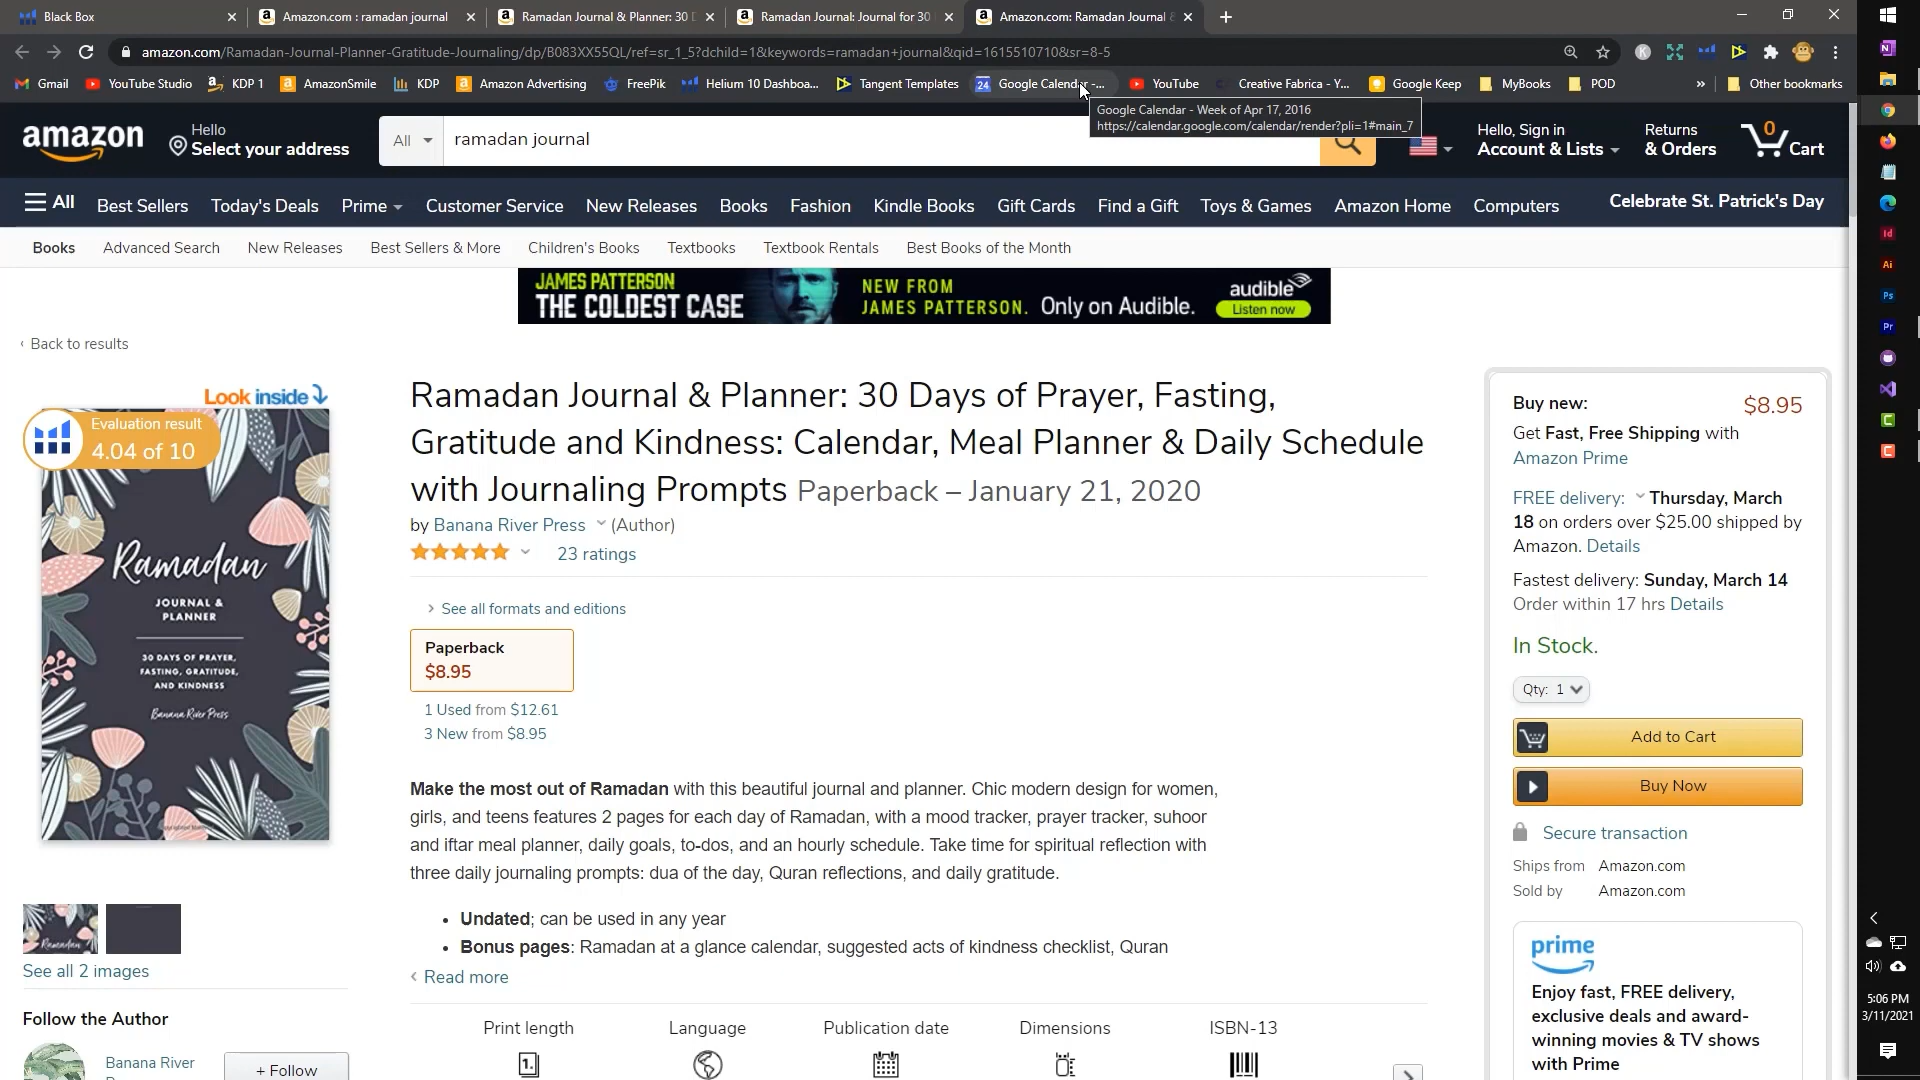 Black Box
Amazon.com : ramadan journal
Ramadan Journal & Planner: 30 D
Ramadan Journal: Journal for 30
Amazon.com: Ramadan Journal &
amazon.com/Ramadan-Journal-Planner-Gratitude-Journaling/dp/B083XX55QL/ref=sr_1_5?dchild=1&keywords=ramadan+journal&qid=1615510710&sr=8-5
Gmail
YouTube Studio
KDP 1
AmazonSmile
KDP
Amazon Advertising
FreePik
Helium 10 Dashboa...
Tangent Templates
24
Google Calendar -...
YouTube
Creative Fabrica - Y...
Google Keep
MyBooks
POD
»
Other bookmarks
Google Calendar - Week of Apr 17, 2016
https://calendar.google.com/calendar/render?pli=1#main_7
amazon
Hello
Select your address
All
ramadan journal
Hello, Sign in
Account & Lists
Returns
& Orders
0
Cart
All
Best Sellers
Today's Deals
Prime
Customer Service
New Releases
Books
Fashion
Kindle Books
Gift Cards
Find a Gift
Toys & Games
Amazon Home
Computers
Celebrate St. Patrick's Day
Books
Advanced Search
New Releases
Best Sellers & More
Children's Books
Textbooks
Textbook Rentals
Best Books of the Month
JAMES PATTERSON
THE COLDEST CASE
NEW FROM
JAMES PATTERSON.
Only on Audible.
audible
Listen now
‹ Back to results
Look inside
Evaluation result
4.04 of 10
Ramadan
JOURNAL &
PLANNER
30 DAYS OF PRAYER,
FASTING, GRATITUDE,
AND KINDNESS
Banana River Press
Ramadan
See all 2 images
Follow the Author
Banana River
+ Follow
Ramadan Journal & Planner: 30 Days of Prayer, Fasting,
Gratitude and Kindness: Calendar, Meal Planner & Daily Schedule
with Journaling Prompts Paperback – January 21, 2020
by Banana River Press (Author)
23 ratings
› See all formats and editions
Paperback
$8.95
1 Used from $12.61
3 New from $8.95
Make the most out of Ramadan with this beautiful journal and planner. Chic modern design for women,
girls, and teens features 2 pages for each day of Ramadan, with a mood tracker, prayer tracker, suhoor
and iftar meal planner, daily goals, to-dos, and an hourly schedule. Take time for spiritual reflection with
three daily journaling prompts: dua of the day, Quran reflections, and daily gratitude.
• Undated; can be used in any year
• Bonus pages: Ramadan at a glance calendar, suggested acts of kindness checklist, Quran
‹ Read more
Print length
Language
Publication date
Dimensions
ISBN-13
Buy new:
$8.95
Get Fast, Free Shipping with
Amazon Prime
FREE delivery: Thursday, March
18 on orders over $25.00 shipped by
Amazon. Details
Fastest delivery: Sunday, March 14
Order within 17 hrs Details
In Stock.
Qty: 1
Add to Cart
Buy Now
Secure transaction
Ships from Amazon.com
Sold by Amazon.com
prime
Enjoy fast, FREE delivery,
exclusive deals and award-
winning movies & TV shows
with Prime
N
Id
Ai
Ps
Pr
C
C
5:06 PM
3/11/2021